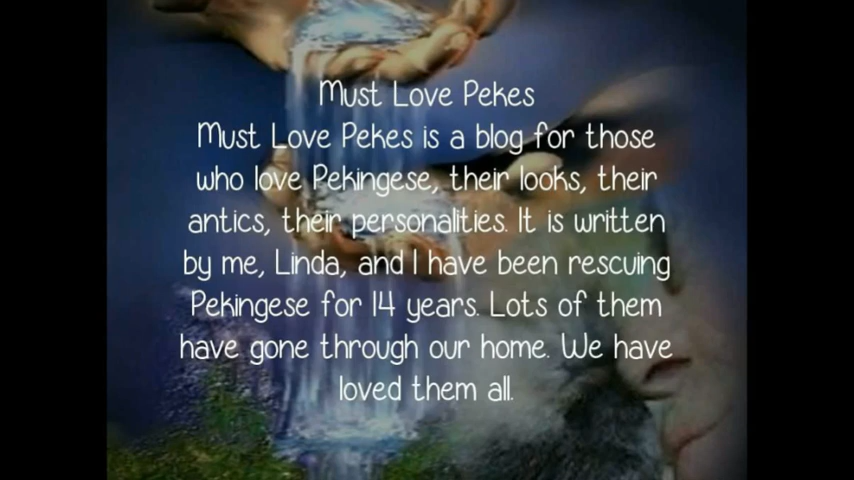 Must Love Pekes
Must Love Pekes is a blog for those
who love Pekingese, their looks, their
antics, their personalities. It is written
by me, Linda, and I have been rescuing
Pekingese for 14 years. Lots of them
have gone through our home. We have
loved them all.